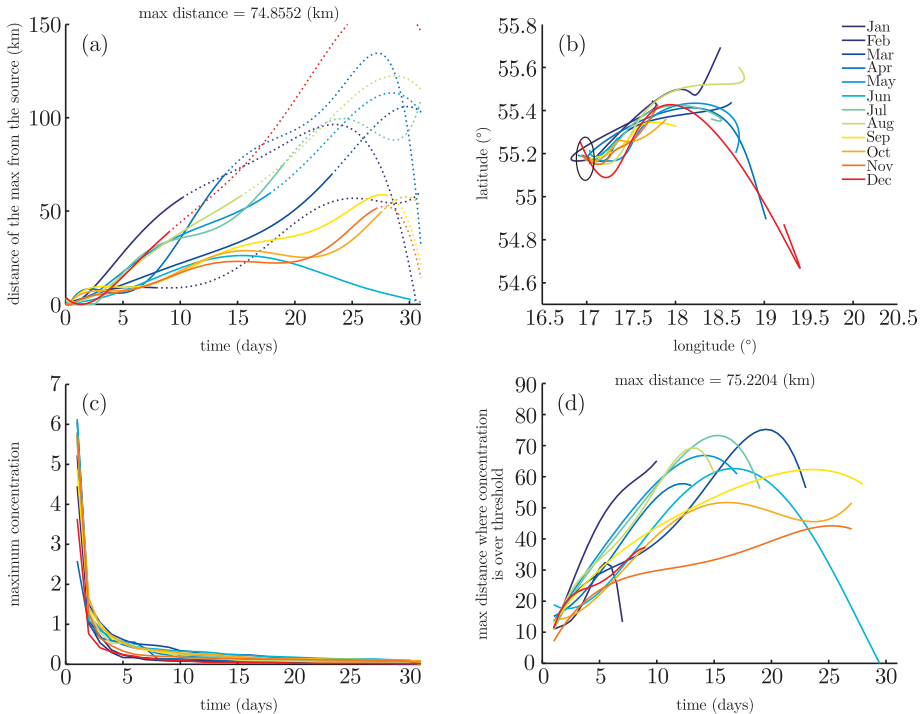 max distance = 74.8552 (km)
(a)
distance of the max from the source (km)
150
100
50
0
0 5 10 15 20 25 30
time (days)
(b)
latitude (°)
55.8
55.6
55.4
55.2
55
54.8
54.6
16.5 17 17.5 18 18.5 19 19.5 20 20.5
longitude (°)
Jan
Feb
Mar
Apr
May
Jun
Jul
Aug
Sep
Oct
Nov
Dec
(c)
maximum concentration
7
6
5
4
3
2
1
0
0 5 10 15 20 25 30
time (days)
max distance = 75.2204 (km)
(d)
max distance where concentration
is over threshold
90
80
70
60
50
40
30
20
10
0
0 5 10 15 20 25 30
time (days)